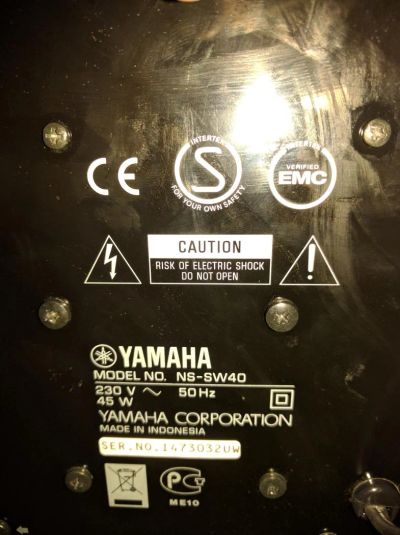 CE
INTERTEK
S
FOR YOUR OWN SAFETY
INTERTEK
VERIFIED
EMC
CAUTION
RISK OF ELECTRIC SHOCK
DO NOT OPEN
YAMAHA
MODEL NO. NS-SW40
230 V ~ 50 Hz
45 W
YAMAHA CORPORATION
MADE IN INDONESIA
SER.NO.1473032UW
ME10